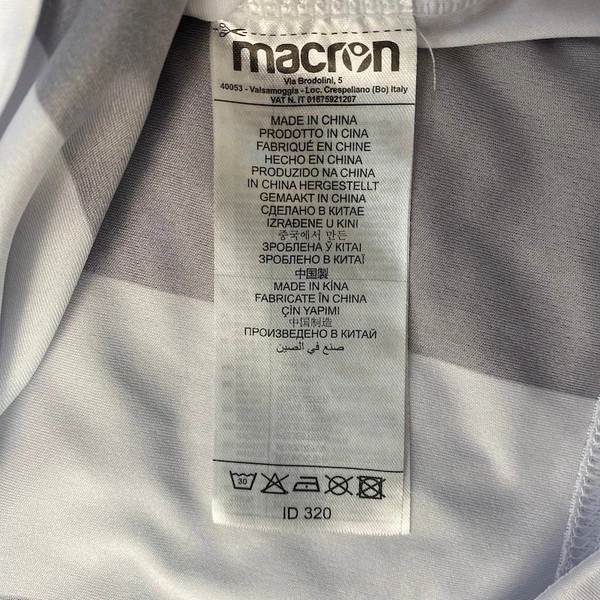 macron
Via Brodolini, 5
40053 - Valsamoggia - Loc. Crespellano (Bo) Italy
VAT N. IT 01675921207
MADE IN CHINA
PRODOTTO IN CINA
FABRIQUÉ EN CHINE
HECHO EN CHINA
PRODUZIDO NA CHINA
IN CHINA HERGESTELLT
GEMAAKT IN CHINA
СДЕЛАНО В КИТАЕ
IZRAĐENE U KINI
중국에서 만든
ЗРОБЛЕНА Ў КІТАІ
ЗРОБЛЕНО В КИТАЇ
中国製
MADE IN KÍNA
FABRICATE ÎN CHINA
ÇİN YAPIMI
中国制造
ПРОИЗВЕДЕНО В КИТАЙ
صنع في الصين
30
ID 320